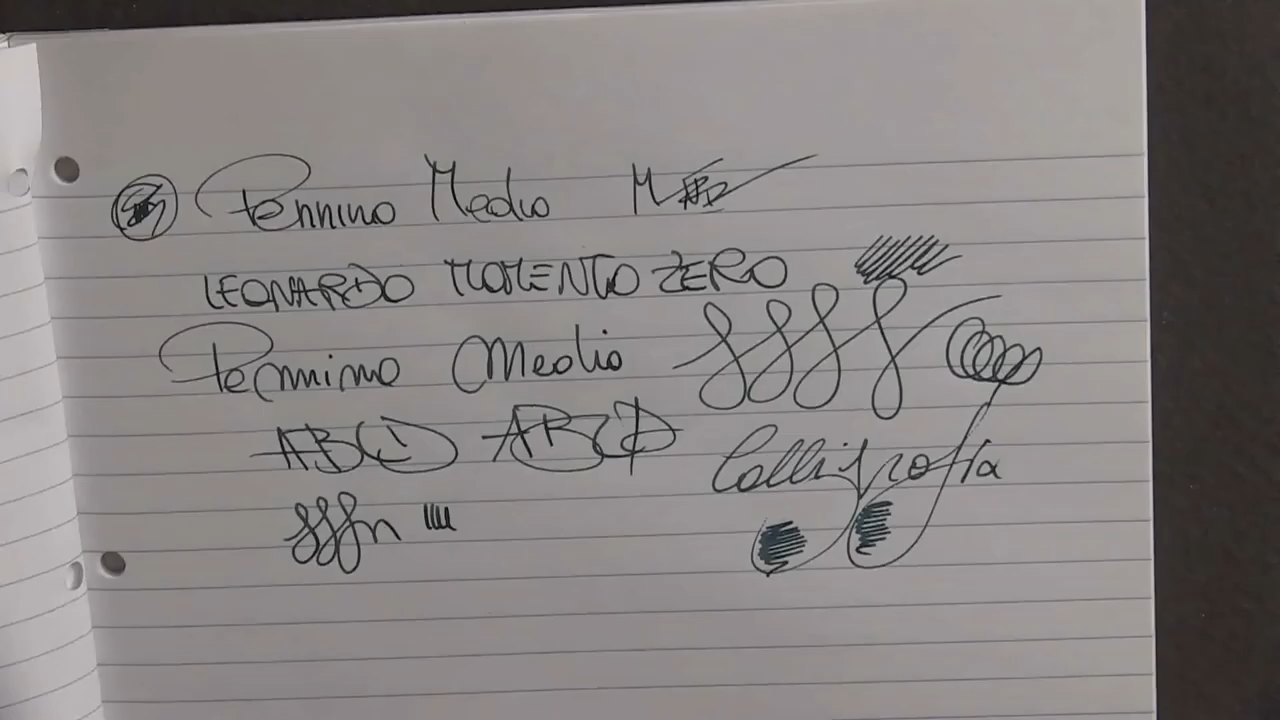 Pennino Medio M
LEONARDO MOMENTO ZERO
Pennino Medio
ABCD ABCD
Calligrafia